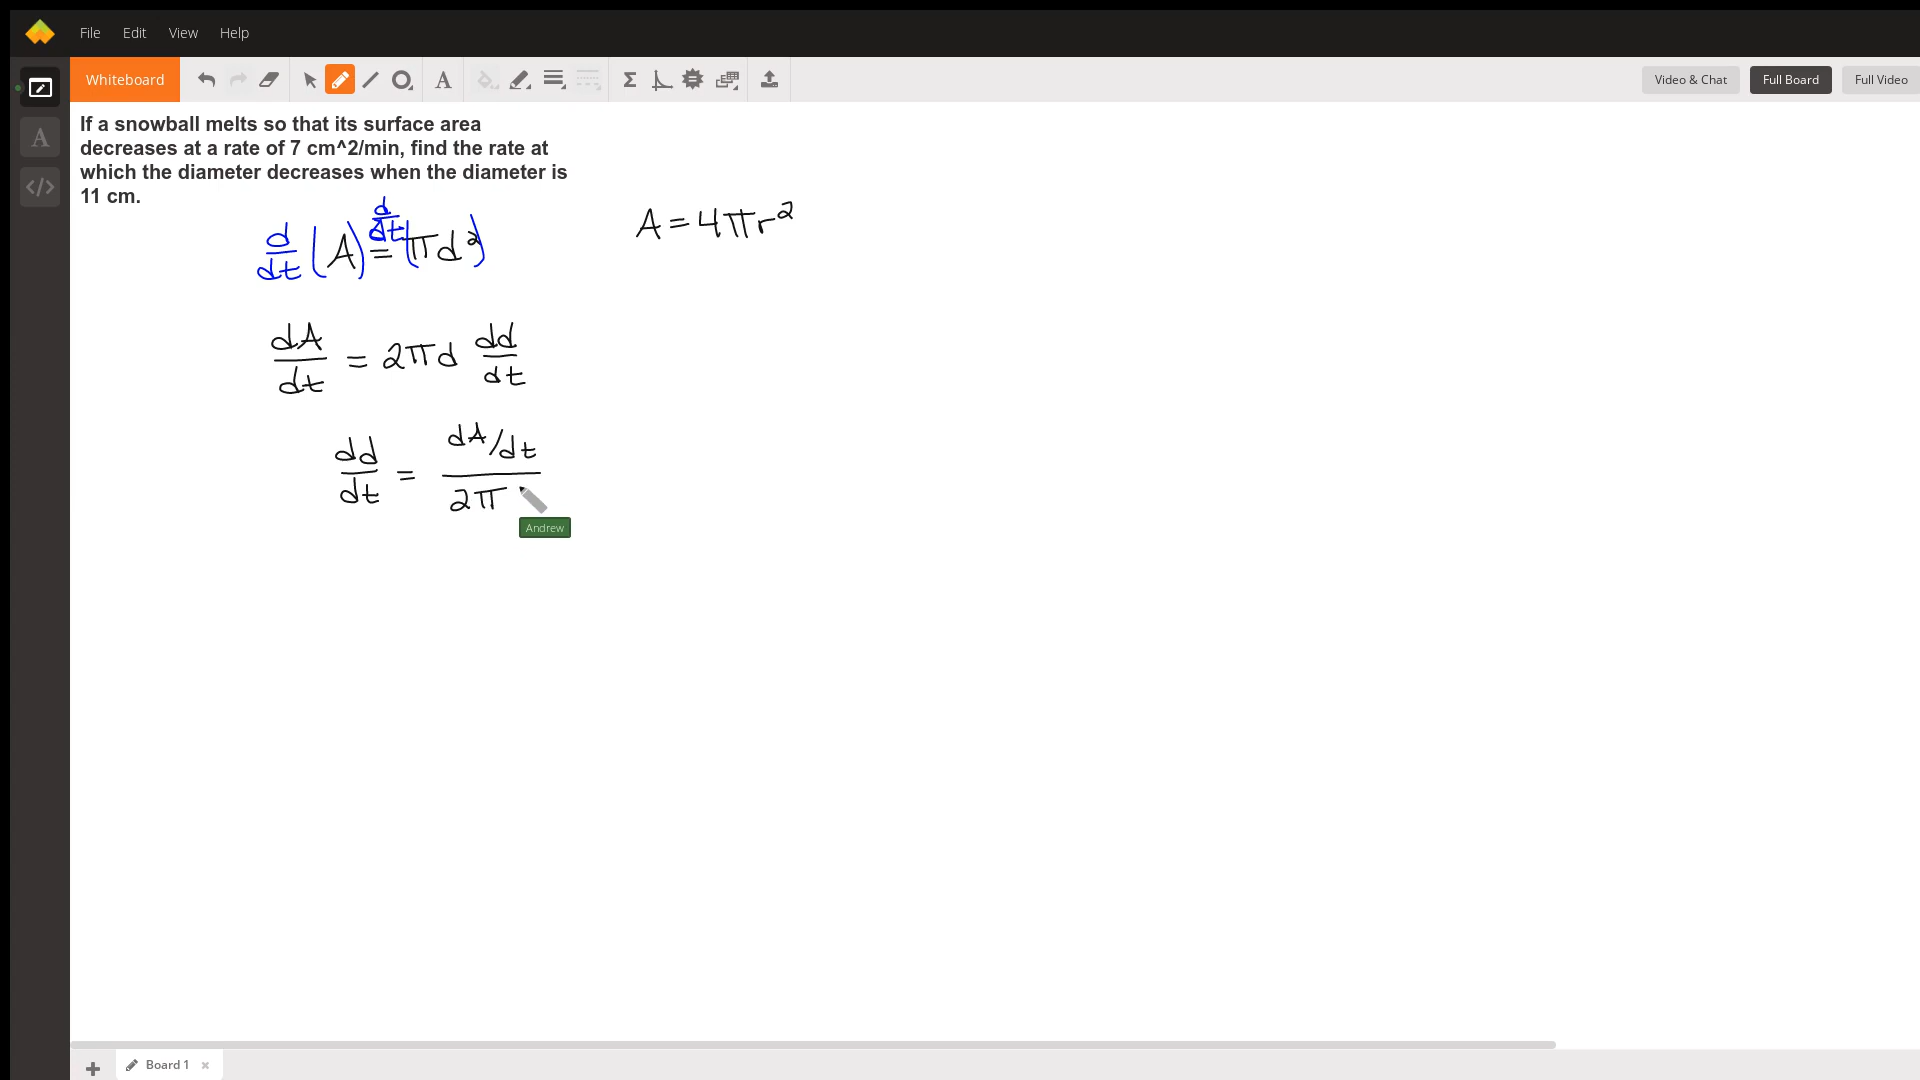 File Edit View Help
Whiteboard
A
Σ
Video & Chat Full Board Full Video
A
</>
If a snowball melts so that its surface area
decreases at a rate of 7 cm^2/min, find the rate at
which the diameter decreases when the diameter is
11 cm.
d/dt (A) = d/dt (πd²)
A = 4πr²
dA/dt = 2πd dd/dt
dd/dt = (dA/dt)/(2π
Andrew
Board 1